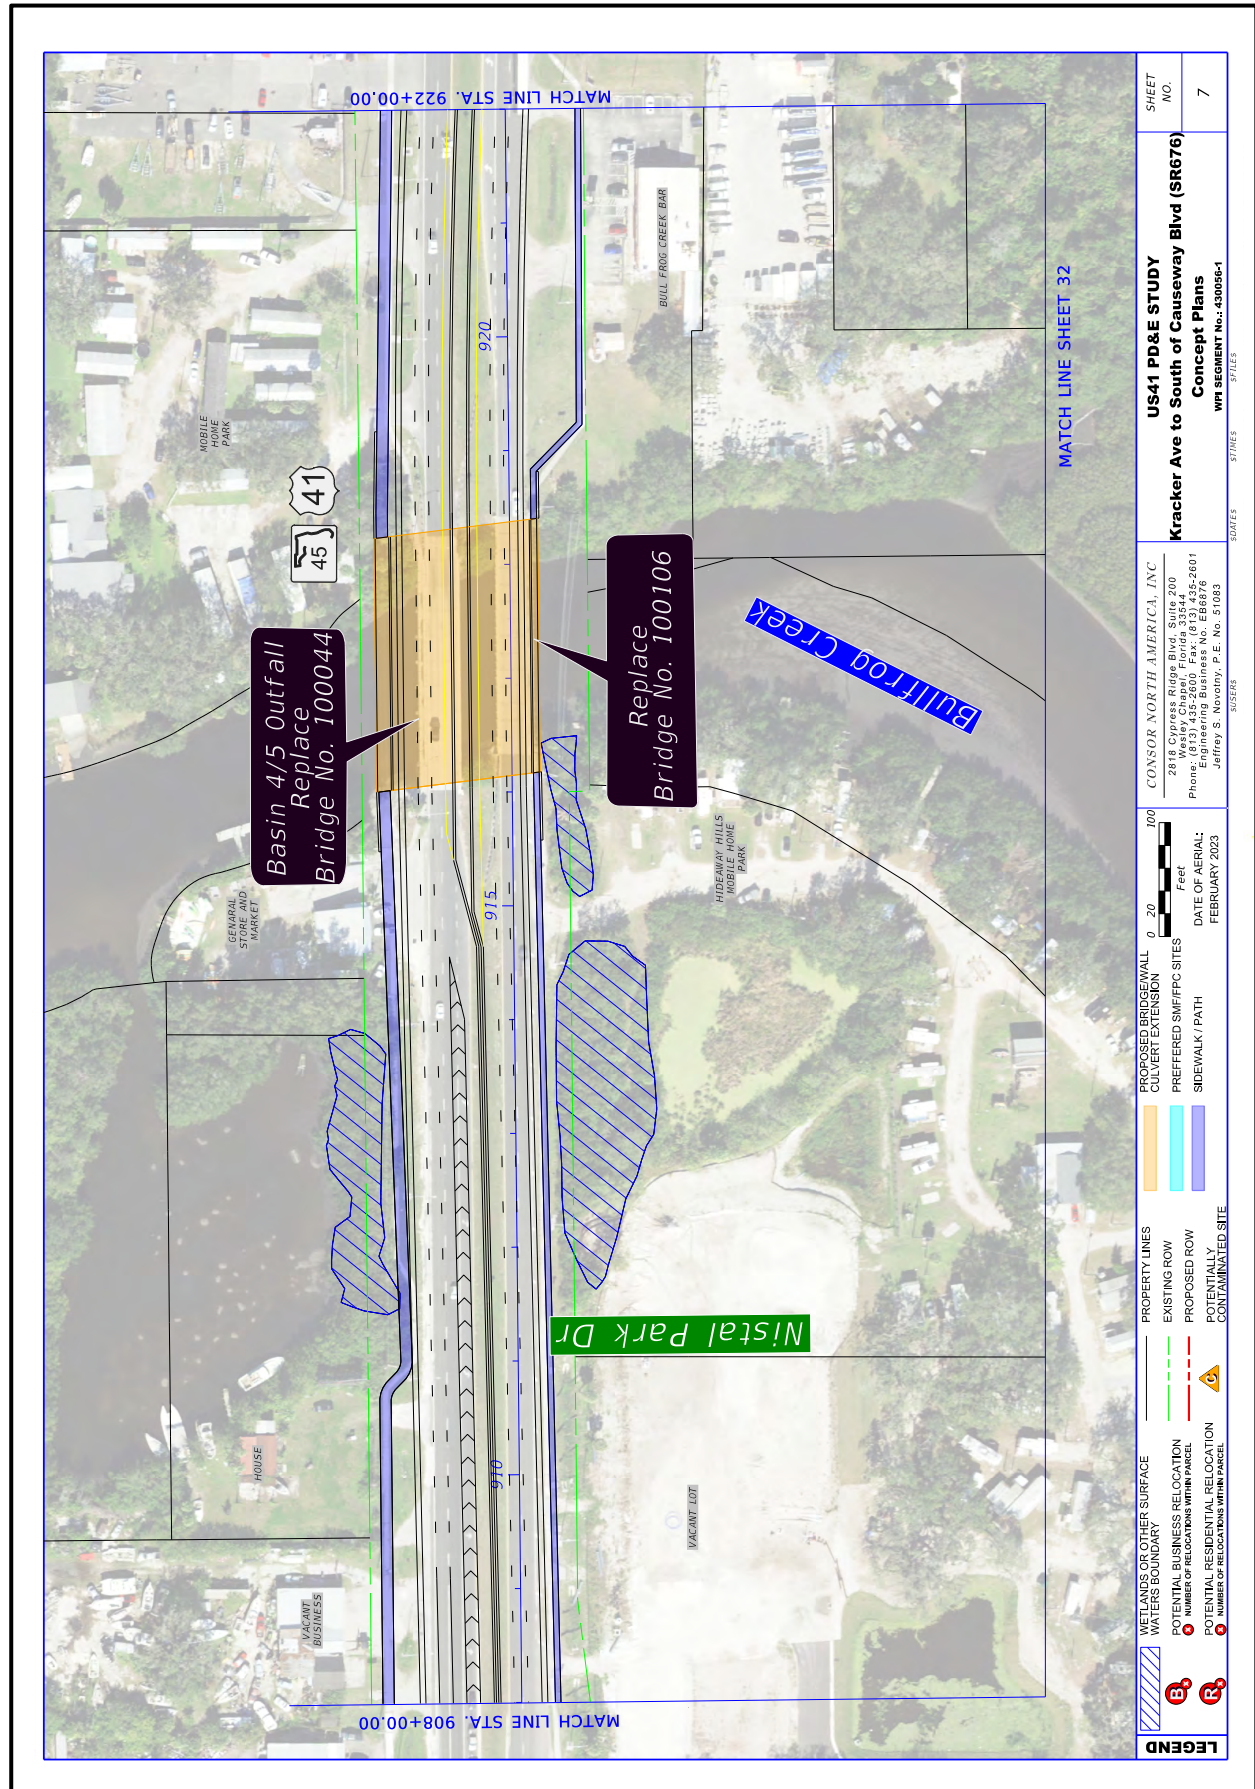 MATCH LINE STA. 922+00.00
MOBILE
HOME
PARK
BULL FROG CREEK BAR
920
41
45
MATCH LINE SHEET 32
Basin 4/5 Outfall
Replace
Bridge No. 100044
Replace
Bridge No. 100106
Bullfrog Creek
GENARAL
STORE AND
MARKET
915
HIDEAWAY HILLS
MOBILE HOME
PARK
Nistal Park Dr
HOUSE
910
VACANT LOT
VACANT
BUSINESS
MATCH LINE STA. 908+00.00
LEGEND
WETLANDS OR OTHER SURFACE
WATERS BOUNDARY
B x
POTENTIAL BUSINESS RELOCATION
x NUMBER OF RELOCATIONS WITHIN PARCEL
R x
POTENTIAL RESIDENTIAL RELOCATION
x NUMBER OF RELOCATIONS WITHIN PARCEL
PROPERTY LINES
EXISTING ROW
PROPOSED ROW
C
POTENTIALLY
CONTAMINATED SITE
PROPOSED BRIDGE/WALL
CULVERT EXTENSION
PREFFERED SMF/FPC SITES
SIDEWALK / PATH
0 20 100
Feet
DATE OF AERIAL:
FEBRUARY 2023
CONSOR NORTH AMERICA, INC
2818 Cypress Ridge Blvd, Suite 200
Wesley Chapel, Florida 33544
Phone: (813) 435-2600 Fax: (813) 435-2601
Engineering Business No. EB6876
Jeffrey S. Novotny, P.E. No. 51083
US41 PD&E STUDY
Kracker Ave to South of Causeway Blvd (SR676)
Concept Plans
WPI SEGMENT No.: 430056-1
SHEET
NO.
7
$USER$
$DATE$
$TIME$
$FILE$